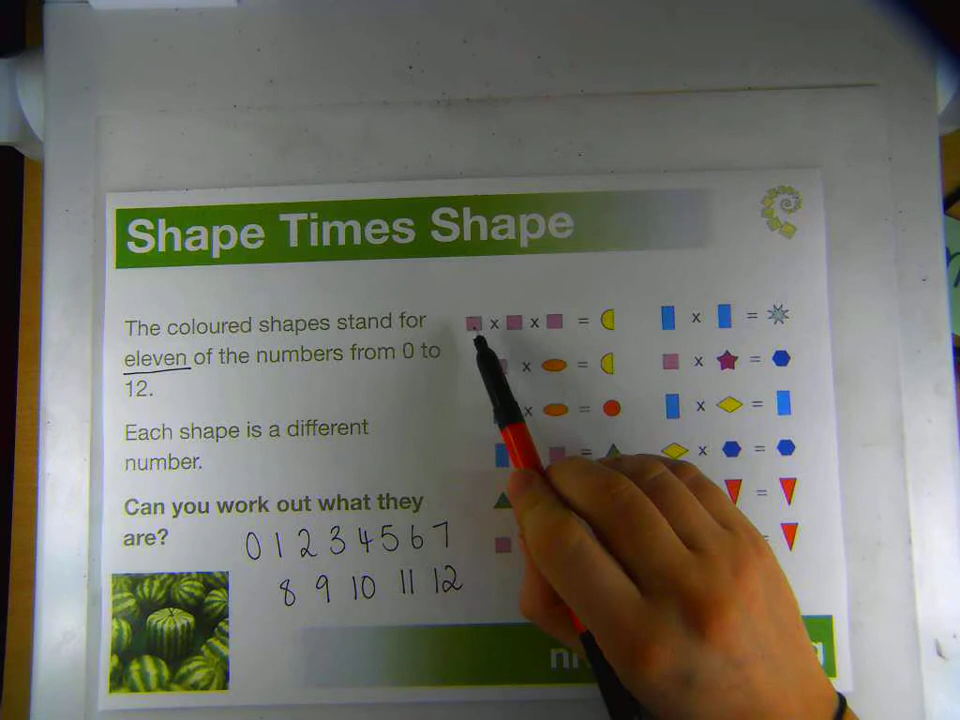 Shape Times Shape
The coloured shapes stand for
eleven of the numbers from 0 to
12.
Each shape is a different
number.
Can you work out what they
are?
0 1 2 3 4 5 6 7
8 9 10 11 12
x x =
x =
x =
=
x =
x =
x =
x =
=
=